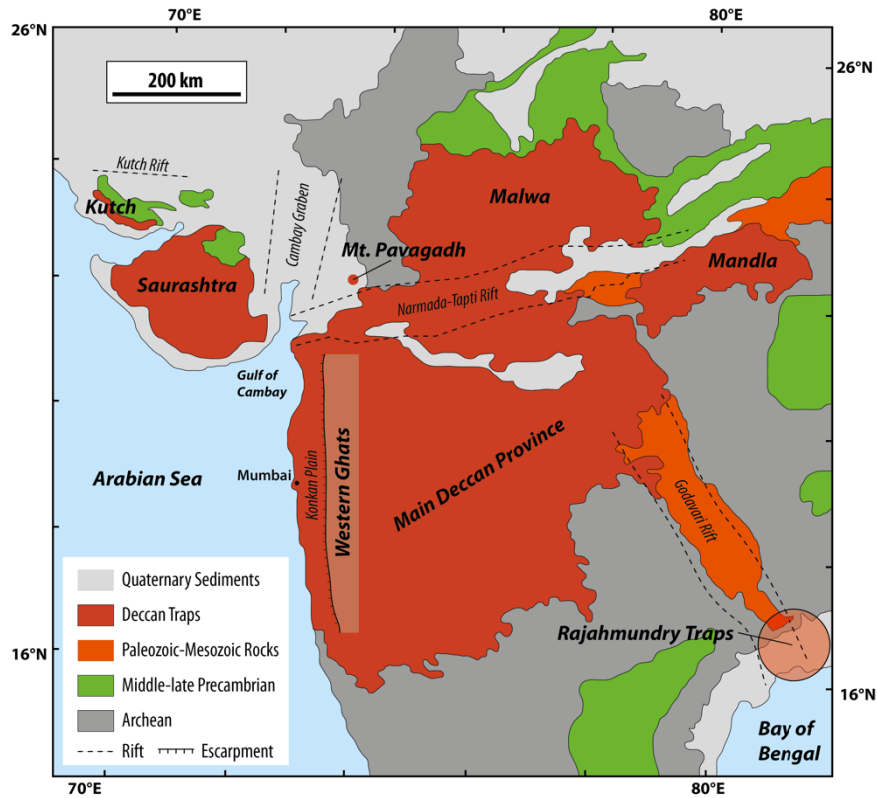 70°E
80°E
26°N
26°N
200 km
Kutch Rift
Kutch
Cambay Graben
Malwa
Mt. Pavagadh
Saurashtra
Mandla
Narmada-Tapti Rift
Gulf of
Cambay
Arabian Sea
Mumbai
Konkan Plain
Western Ghats
Main Deccan Province
Godavari Rift
Rajahmundry Traps
Quaternary Sediments
Deccan Traps
Paleozoic-Mesozoic Rocks
Middle-late Precambrian
Archean
Rift
Escarpment
16°N
16°N
Bay of
Bengal
70°E
80°E